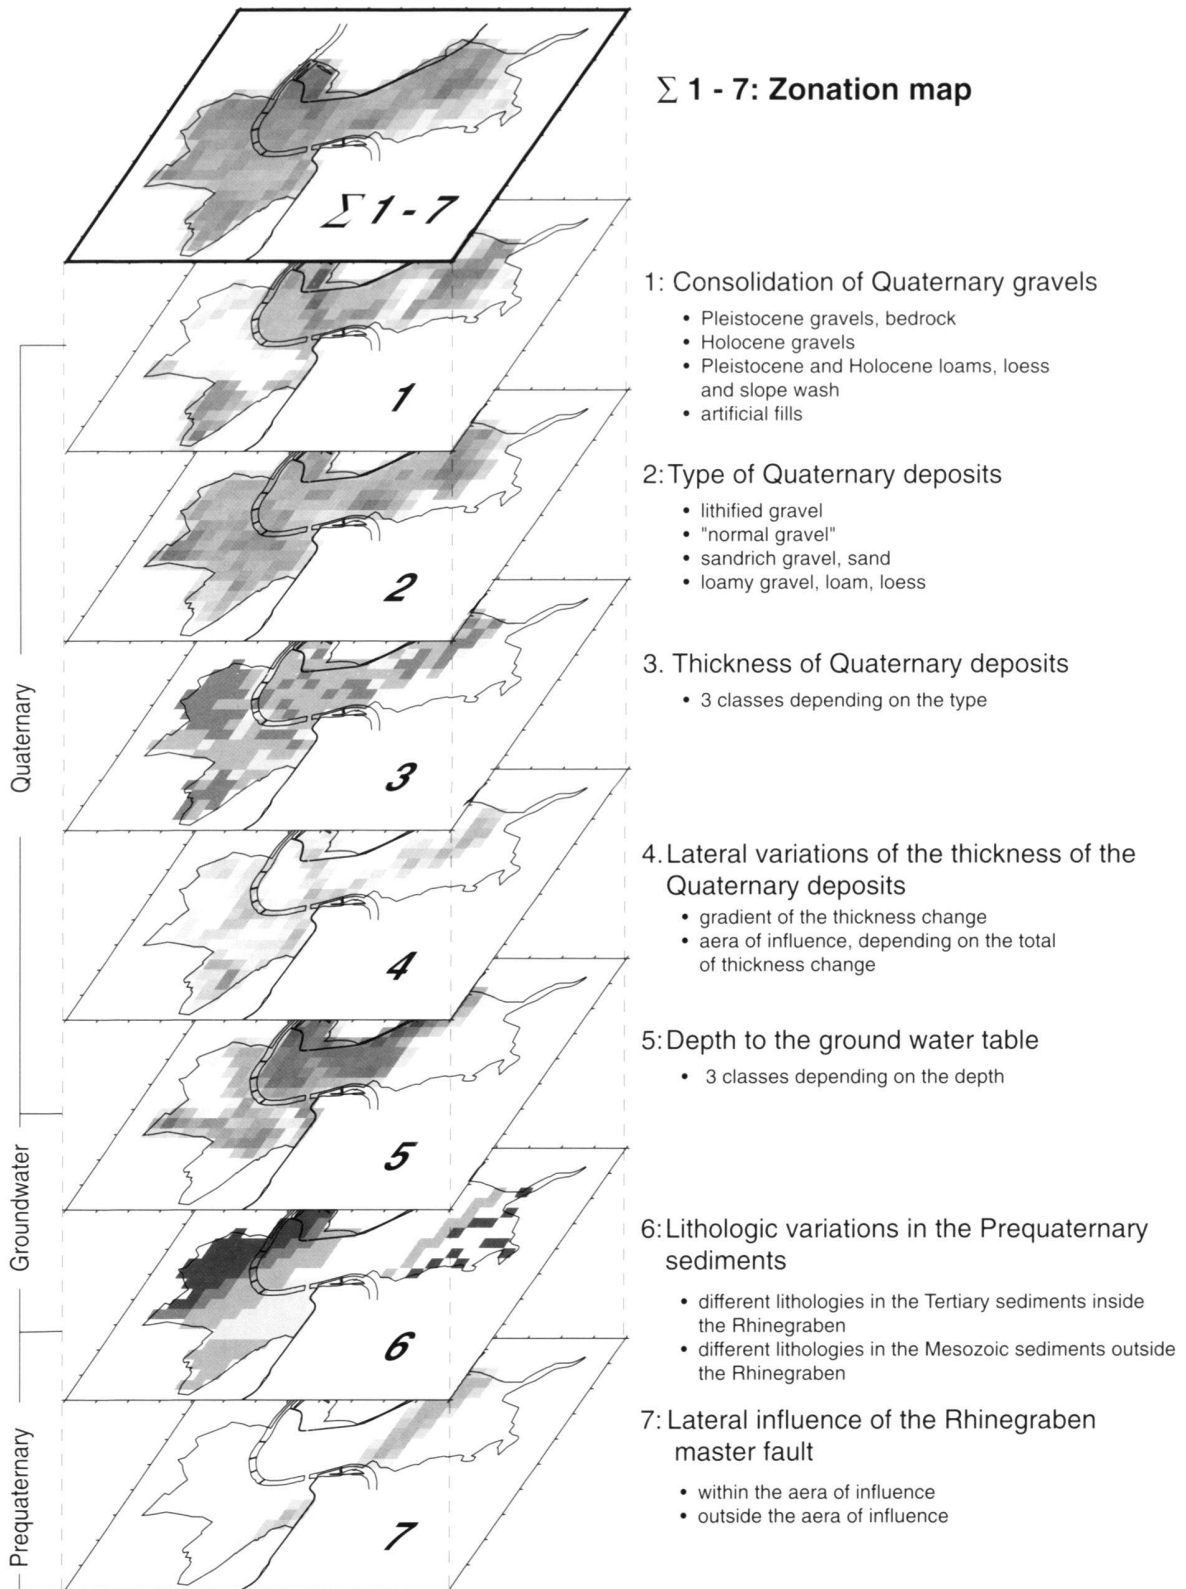 ∑ 1 - 7: Zonation map
∑ 1 - 7
1: Consolidation of Quaternary gravels
• Pleistocene gravels, bedrock
• Holocene gravels
• Pleistocene and Holocene loams, loess
and slope wash
• artificial fills
1
2: Type of Quaternary deposits
• lithified gravel
• "normal gravel"
• sandrich gravel, sand
• loamy gravel, loam, loess
2
3. Thickness of Quaternary deposits
• 3 classes depending on the type
3
Quaternary
4. Lateral variations of the thickness of the
Quaternary deposits
• gradient of the thickness change
• aera of influence, depending on the total
of thickness change
4
5: Depth to the ground water table
• 3 classes depending on the depth
5
Groundwater
6: Lithologic variations in the Prequaternary
sediments
• different lithologies in the Tertiary sediments inside
the Rhinegraben
• different lithologies in the Mesozoic sediments outside
the Rhinegraben
6
7: Lateral influence of the Rhinegraben
master fault
• within the aera of influence
• outside the aera of influence
7
Prequaternary